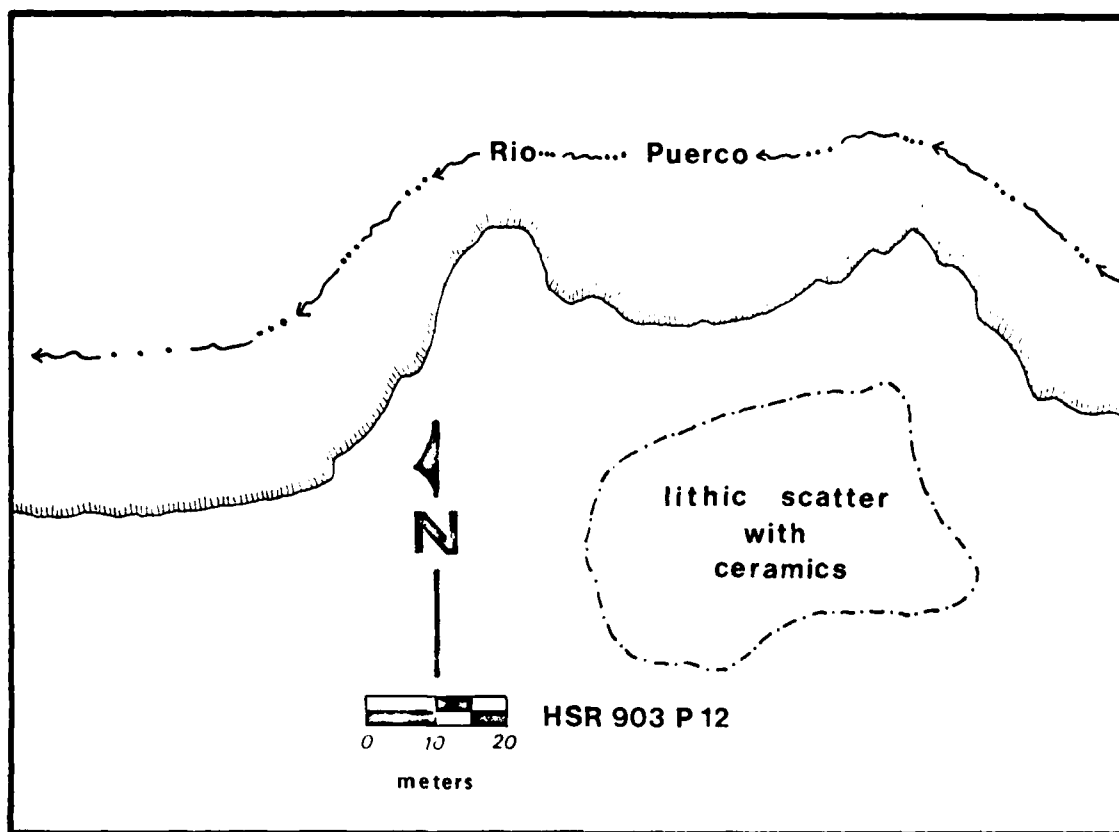 Rio Puerco
lithic scatter
with
ceramics
N
HSR 903 P 12
0 10 20
meters